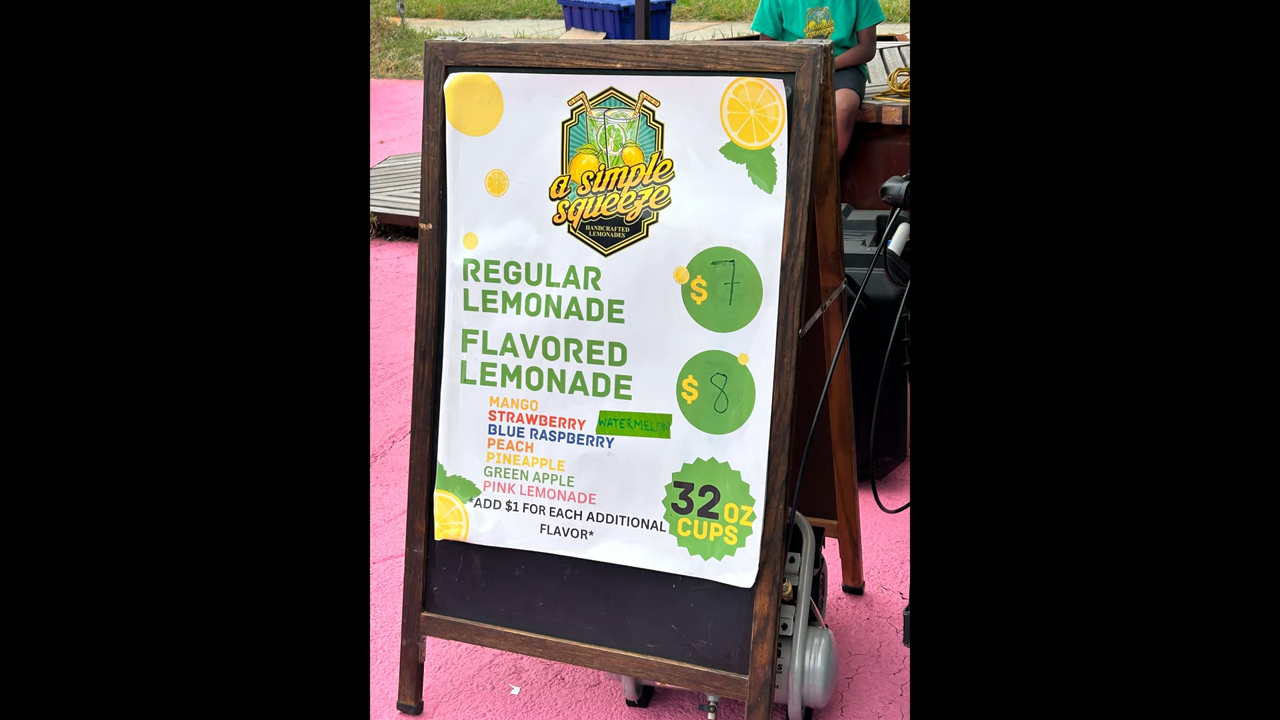 a simple
squeeze
HANDCRAFTED
LEMONADES
REGULAR
LEMONADE
$ 7
FLAVORED
LEMONADE
$ 8
MANGO
STRAWBERRY
WATERMELON
BLUE RASPBERRY
PEACH
PINEAPPLE
GREEN APPLE
PINK LEMONADE
*ADD $1 FOR EACH ADDITIONAL
FLAVOR*
32 OZ
CUPS